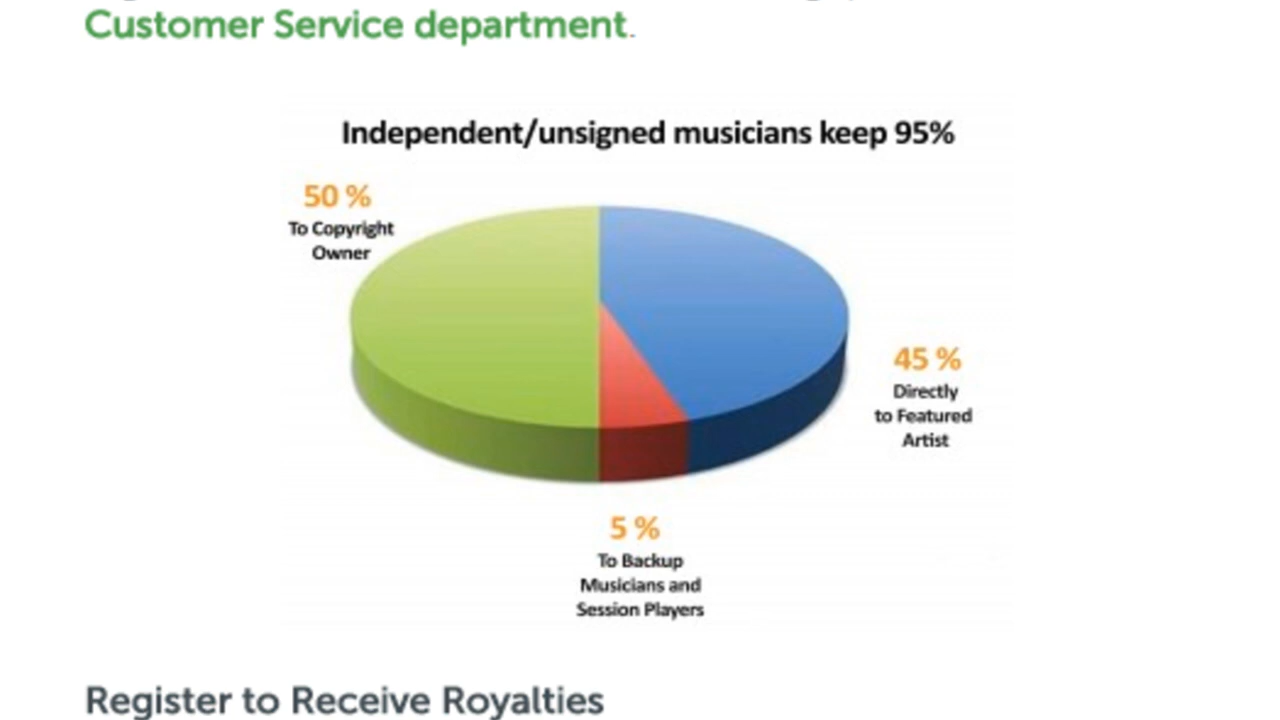 Customer Service department.
Independent/unsigned musicians keep 95%
50 %
To Copyright
Owner
45 %
Directly
to Featured
Artist
5 %
To Backup
Musicians and
Session Players
Register to Receive Royalties